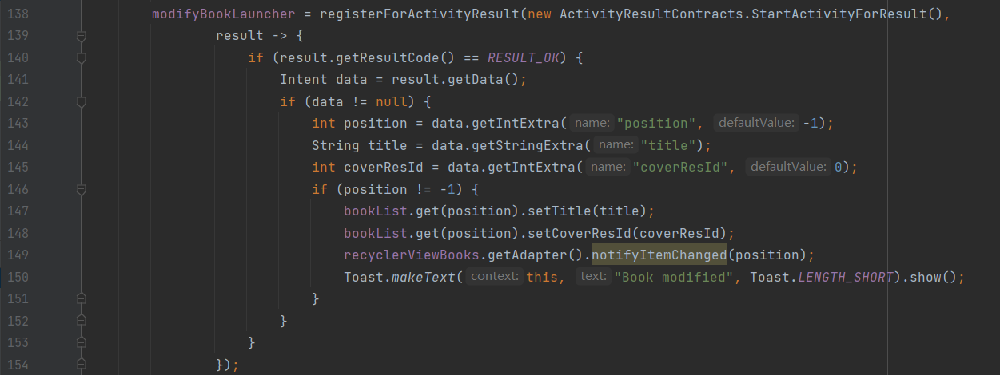 138 modifyBookLauncher = registerForActivityResult(new ActivityResultContracts.StartActivityForResult(),
139 result -> {
140 if (result.getResultCode() == RESULT_OK) {
141 Intent data = result.getData();
142 if (data != null) {
143 int position = data.getIntExtra( name: "position", defaultValue: -1);
144 String title = data.getStringExtra( name: "title");
145 int coverResId = data.getIntExtra( name: "coverResId", defaultValue: 0);
146 if (position != -1) {
147 bookList.get(position).setTitle(title);
148 bookList.get(position).setCoverResId(coverResId);
149 recyclerViewBooks.getAdapter().notifyItemChanged(position);
150 Toast.makeText( context: this, text: "Book modified", Toast.LENGTH_SHORT).show();
151 }
152 }
153 }
154 });